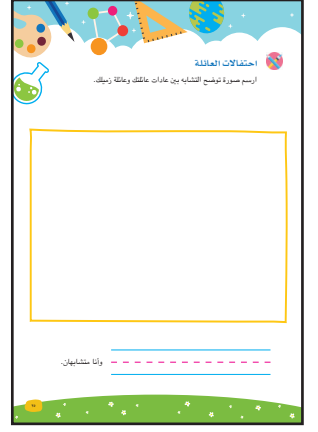 احتفالات العائلة
ارسم صورة توضح التشابه بين عادات عائلتك وعائلة زميلك.
وأنا متشابهان.